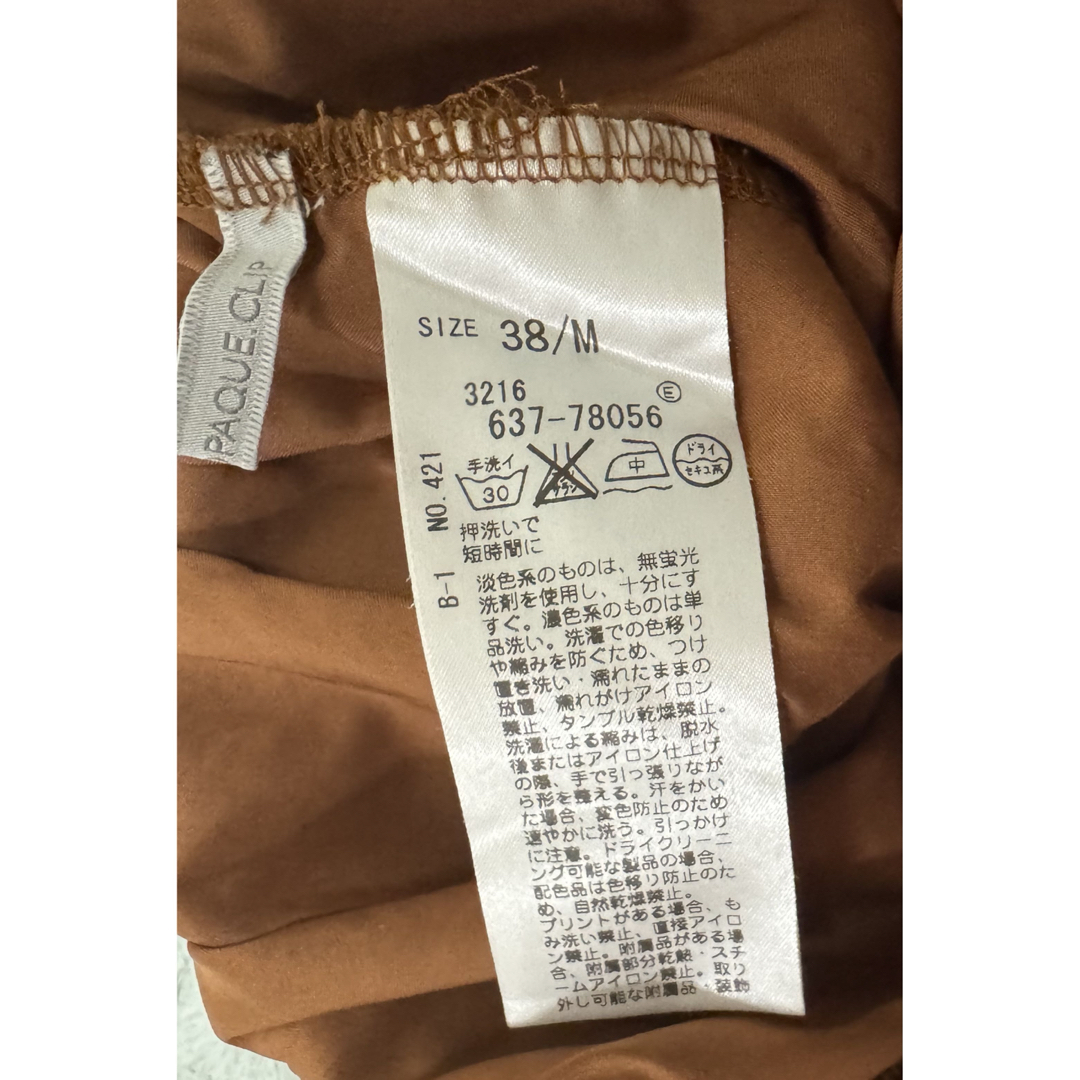 PAQUE.CLIP
SIZE 38/M
3216 E
637-78056
手洗イ
30
エンソ
サラシ
中
ドライ
セキユ系
NO. 421
B-1
押洗いで
短時間に
淡色系のものは、無蛍光
洗剤を使用し、十分にす
すぐ。濃色系のものは単
品洗い。洗濯での色移り
や縮みを防ぐため、つけ
置き洗い・濡れたままの
放置、濡れがけアイロン
禁止、タンブル乾燥禁止。
洗濯による縮みは、脱水
後またはアイロン仕上げ
の際、手で引っ張りなが
ら形を整える。汗をかい
た場合、変色防止のため
速やかに洗う。引っかけ
に注意。ドライクリーニ
ング可能な製品の場合、
配色品は色移り防止のた
め、自然乾燥禁止。
プリントがある場合、も
み洗い禁止、直接アイロ
ン禁止。附属品がある場
合、附属部分乾熱・スチ
ームアイロン禁止。取り
外し可能な附属品・装飾